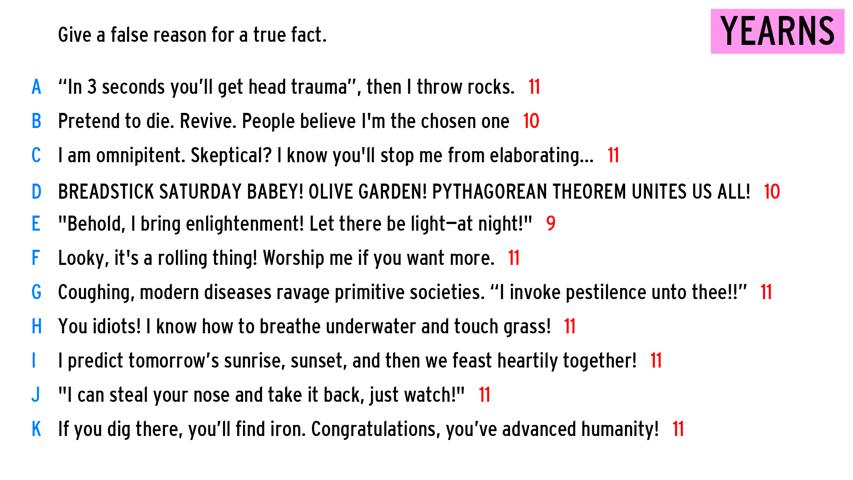 Give a false reason for a true fact.
YEARNS
A “In 3 seconds you’ll get head trauma”, then I throw rocks. 11
B Pretend to die. Revive. People believe I'm the chosen one 10
C I am omnipitent. Skeptical? I know you'll stop me from elaborating... 11
D BREADSTICK SATURDAY BABEY! OLIVE GARDEN! PYTHAGOREAN THEOREM UNITES US ALL! 10
E "Behold, I bring enlightenment! Let there be light—at night!" 9
F Looky, it's a rolling thing! Worship me if you want more. 11
G Coughing, modern diseases ravage primitive societies. “I invoke pestilence unto thee!!” 11
H You idiots! I know how to breathe underwater and touch grass! 11
I I predict tomorrow’s sunrise, sunset, and then we feast heartily together! 11
J "I can steal your nose and take it back, just watch!" 11
K If you dig there, you’ll find iron. Congratulations, you’ve advanced humanity! 11